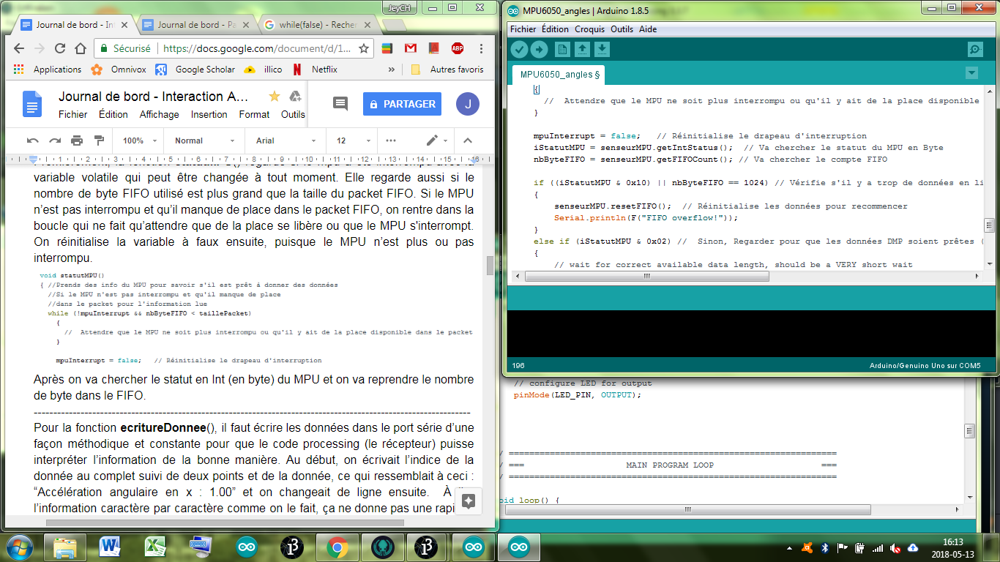 JeyCH
Journal de bord - Int
Journal de bord - Pa
while(false) - Recher
Sécurisé
https://docs.google.com/document/d/1...
ABP
Applications
Omnivox
Google Scholar
illico
Netflix
»
Autres favoris
Journal de bord - Interaction A...
Fichier Édition Affichage Insertion Format Outils
PARTAGER
J
100% Normal Arial 12
1 2 3 4 5 6 7 8 9 10 11 12 13 14 15 16
variable volatile qui peut être changée à tout moment. Elle regarde aussi si le
nombre de byte FIFO utilisé est plus grand que la taille du packet FIFO. Si le MPU
n'est pas interrompu et qu'il manque de place dans le packet FIFO, on rentre dans la
boucle qui ne fait qu'attendre que de la place se libère ou que le MPU s'interrompt.
On réinitialise la variable à faux ensuite, puisque le MPU n'est plus ou pas
interrompu.
void statutMPU()
{ //Prends des info du MPU pour savoir s'il est prêt à donner des données
//Si le MPU n'est pas interrompu et qu'il manque de place
//dans le packet pour l'information lue
while (!mpuInterrupt && nbByteFIFO < taillePacket)
{
// Attendre que le MPU ne soit plus interrompu ou qu'il y ait de la place disponible dans le packet
}
mpuInterrupt = false; // Réinitialise le drapeau d'interruption
Après on va chercher le statut en Int (en byte) du MPU et on va reprendre le nombre
de byte dans le FIFO.
----------------------------------------------------------------------------------------------------
Pour la fonction ecritureDonnee(), il faut écrire les données dans le port série d'une
façon méthodique et constante pour que le code processing (le récepteur) puisse
interpréter l'information de la bonne manière. Au début, on écrivait l'indice de la
donnée au complet suivi de deux points et de la donnée, ce qui ressemblait à ceci :
“Accélération angulaire en x : 1.00” et on changeait de ligne ensuite. À
l'information caractère par caractère comme on le fait, ça ne donne pas une
MPU6050_angles | Arduino 1.8.5
Fichier Édition Croquis Outils Aide
MPU6050_angles §
{
// Attendre que le MPU ne soit plus interrompu ou qu'il y ait de la place disponible
}
mpuInterrupt = false; // Réinitialise le drapeau d'interruption
iStatutMPU = senseurMPU.getIntStatus(); // Va chercher le statut du MPU en Byte
nbByteFIFO = senseurMPU.getFIFOCount(); // Va chercher le compte FIFO
if ((iStatutMPU & 0x10) || nbByteFIFO == 1024) // Vérifie s'il y a trop de données en li
{
senseurMPU.resetFIFO(); // Réinitialise les données pour recommencer
Serial.println(F("FIFO overflow!"));
}
else if (iStatutMPU & 0x02) // Sinon, Regarder pour que les données DMP soient prêtes (
{
// wait for correct available data length, should be a VERY short wait
196
Arduino/Genuino Uno sur COM5
// configure LED for output
pinMode(LED_PIN, OUTPUT);
/ ================================================================
/ === MAIN PROGRAM LOOP ===
/ ================================================================
oid loop() {
16:13
2018-05-13